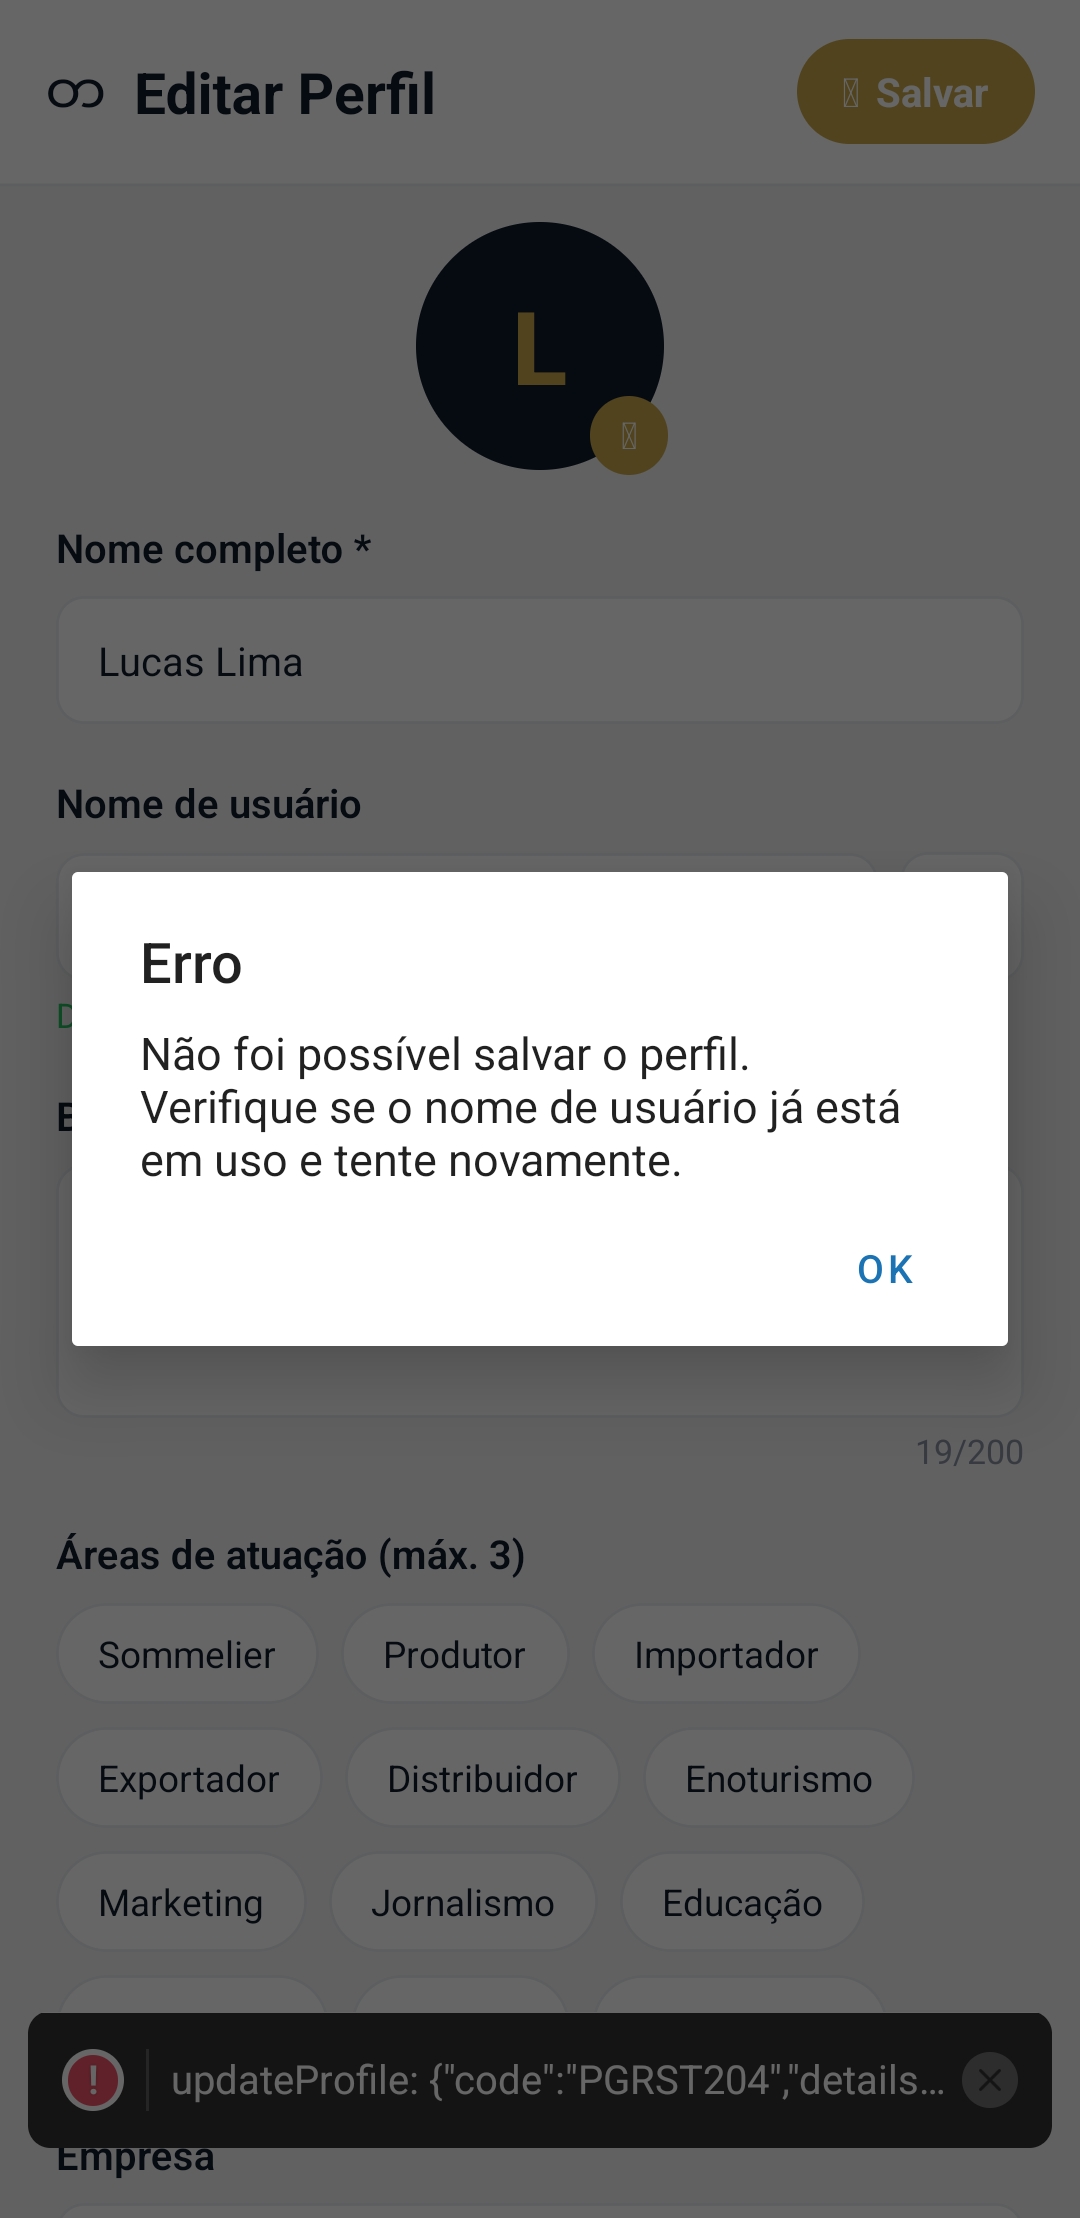 Editar Perfil
Salvar
L
Nome completo *
Lucas Lima
Nome de usuário
Erro
Não foi possível salvar o perfil.
Verifique se o nome de usuário já está
em uso e tente novamente.
OK
19/200
Áreas de atuação (máx. 3)
Sommelier
Produtor
Importador
Exportador
Distribuidor
Enoturismo
Marketing
Jornalismo
Educação
! updateProfile: {"code":"PGRST204","details...
Empresa